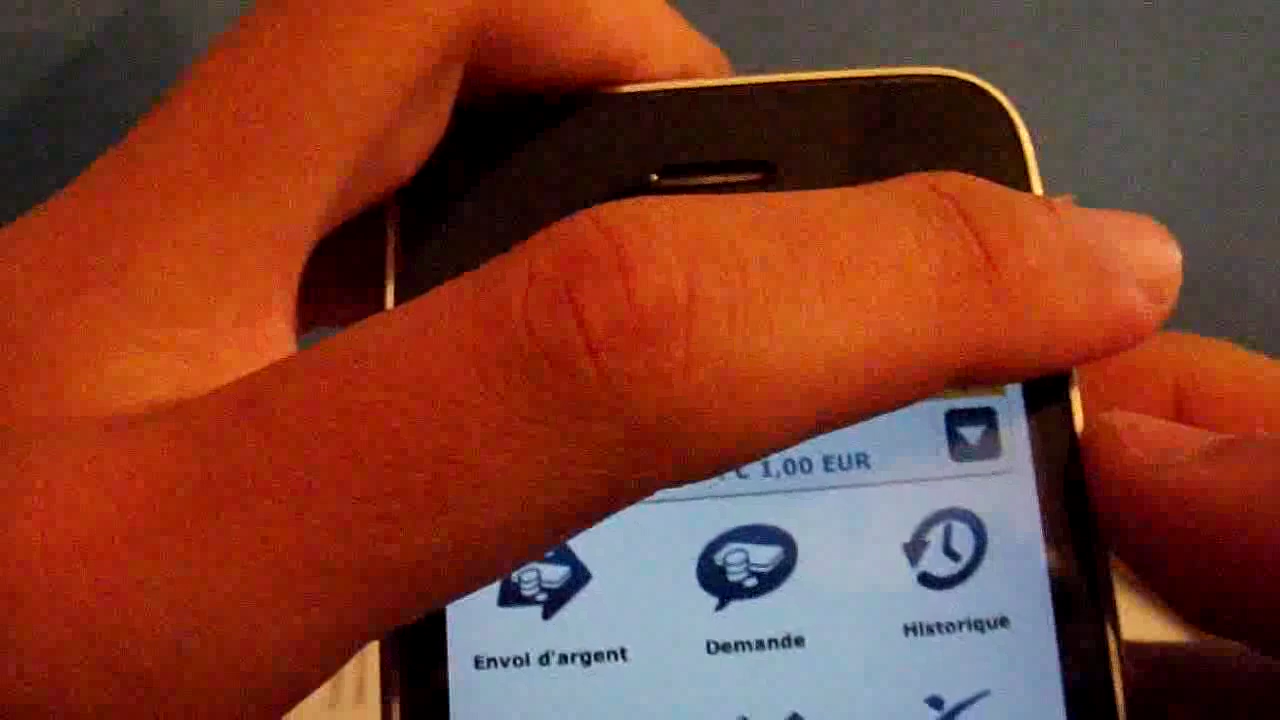 € 1,00 EUR
Envoi d'argent
Demande
Historique